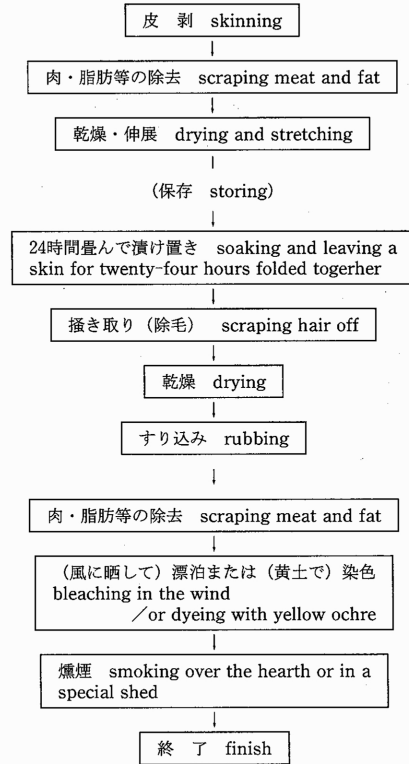 皮 剥 skinning
肉・脂肪等の除去 scraping meat and fat
乾燥・伸展 drying and stretching
(保存 storing)
24時間畳んで漬け置き soaking and leaving a
skin for twenty-four hours folded togerher
掻き取り(除毛) scraping hair off
乾燥 drying
すり込み rubbing
肉・脂肪等の除去 scraping meat and fat
(風に晒して)漂泊または(黄土で)染色
bleaching in the wind
/or dyeing with yellow ochre
燻煙 smoking over the hearth or in a
special shed
終 了 finish